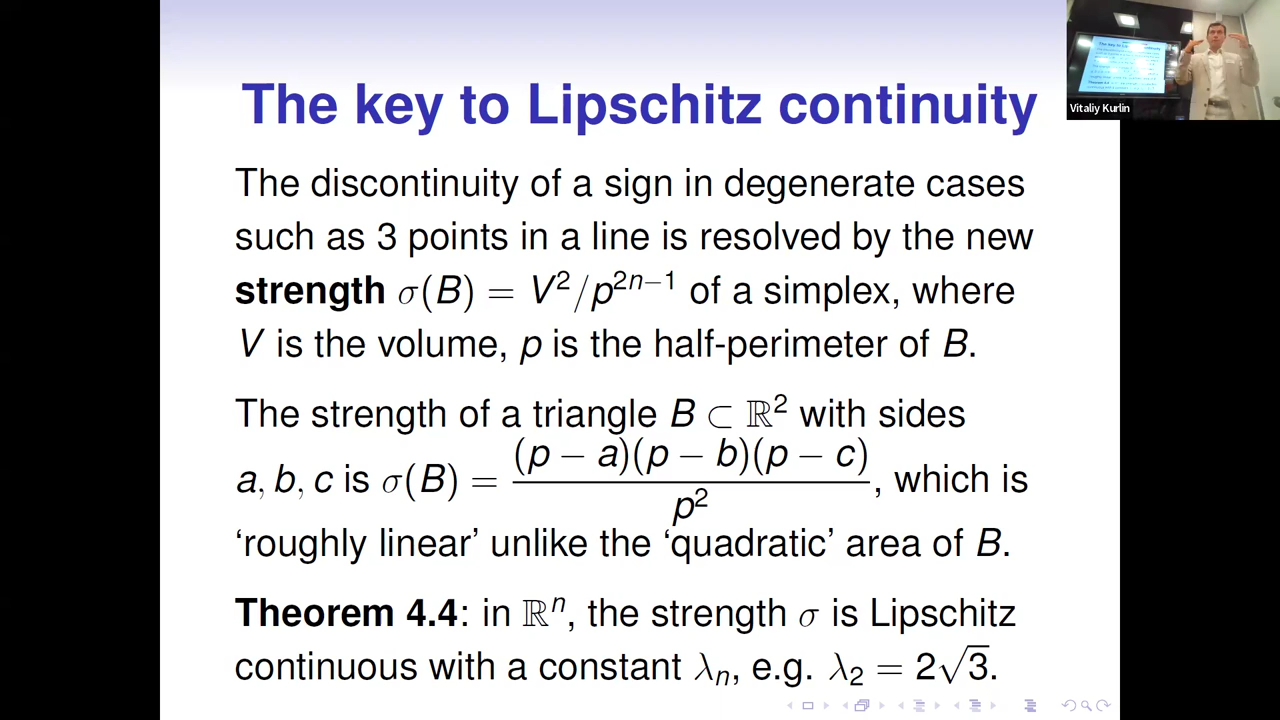 The key to Lipschitz continuity
Vitaliy Kurlin
The discontinuity of a sign in degenerate cases
such as 3 points in a line is resolved by the new
strength σ(B) = V²/p²ⁿ⁻¹ of a simplex, where
V is the volume, p is the half-perimeter of B.
The strength of a triangle B ⊂ ℝ² with sides
a, b, c is σ(B) = (p − a)(p − b)(p − c) / p², which is
‘roughly linear’ unlike the ‘quadratic’ area of B.
Theorem 4.4: in ℝⁿ, the strength σ is Lipschitz
continuous with a constant λₙ, e.g. λ₂ = 2√3.